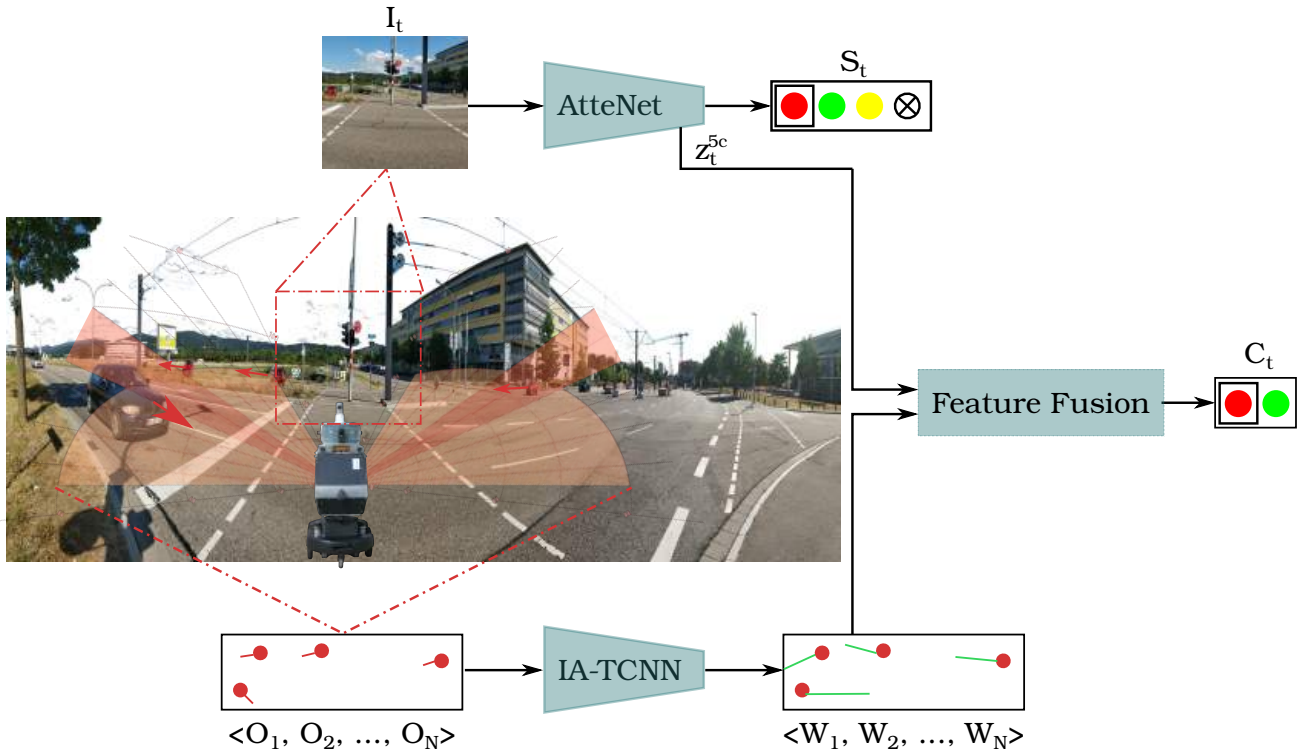 I_t
S_t
AtteNet
z_t^{5c}
C_t
Feature Fusion
IA-TCNN
<O_1, O_2, ..., O_N>
<W_1, W_2, ..., W_N>